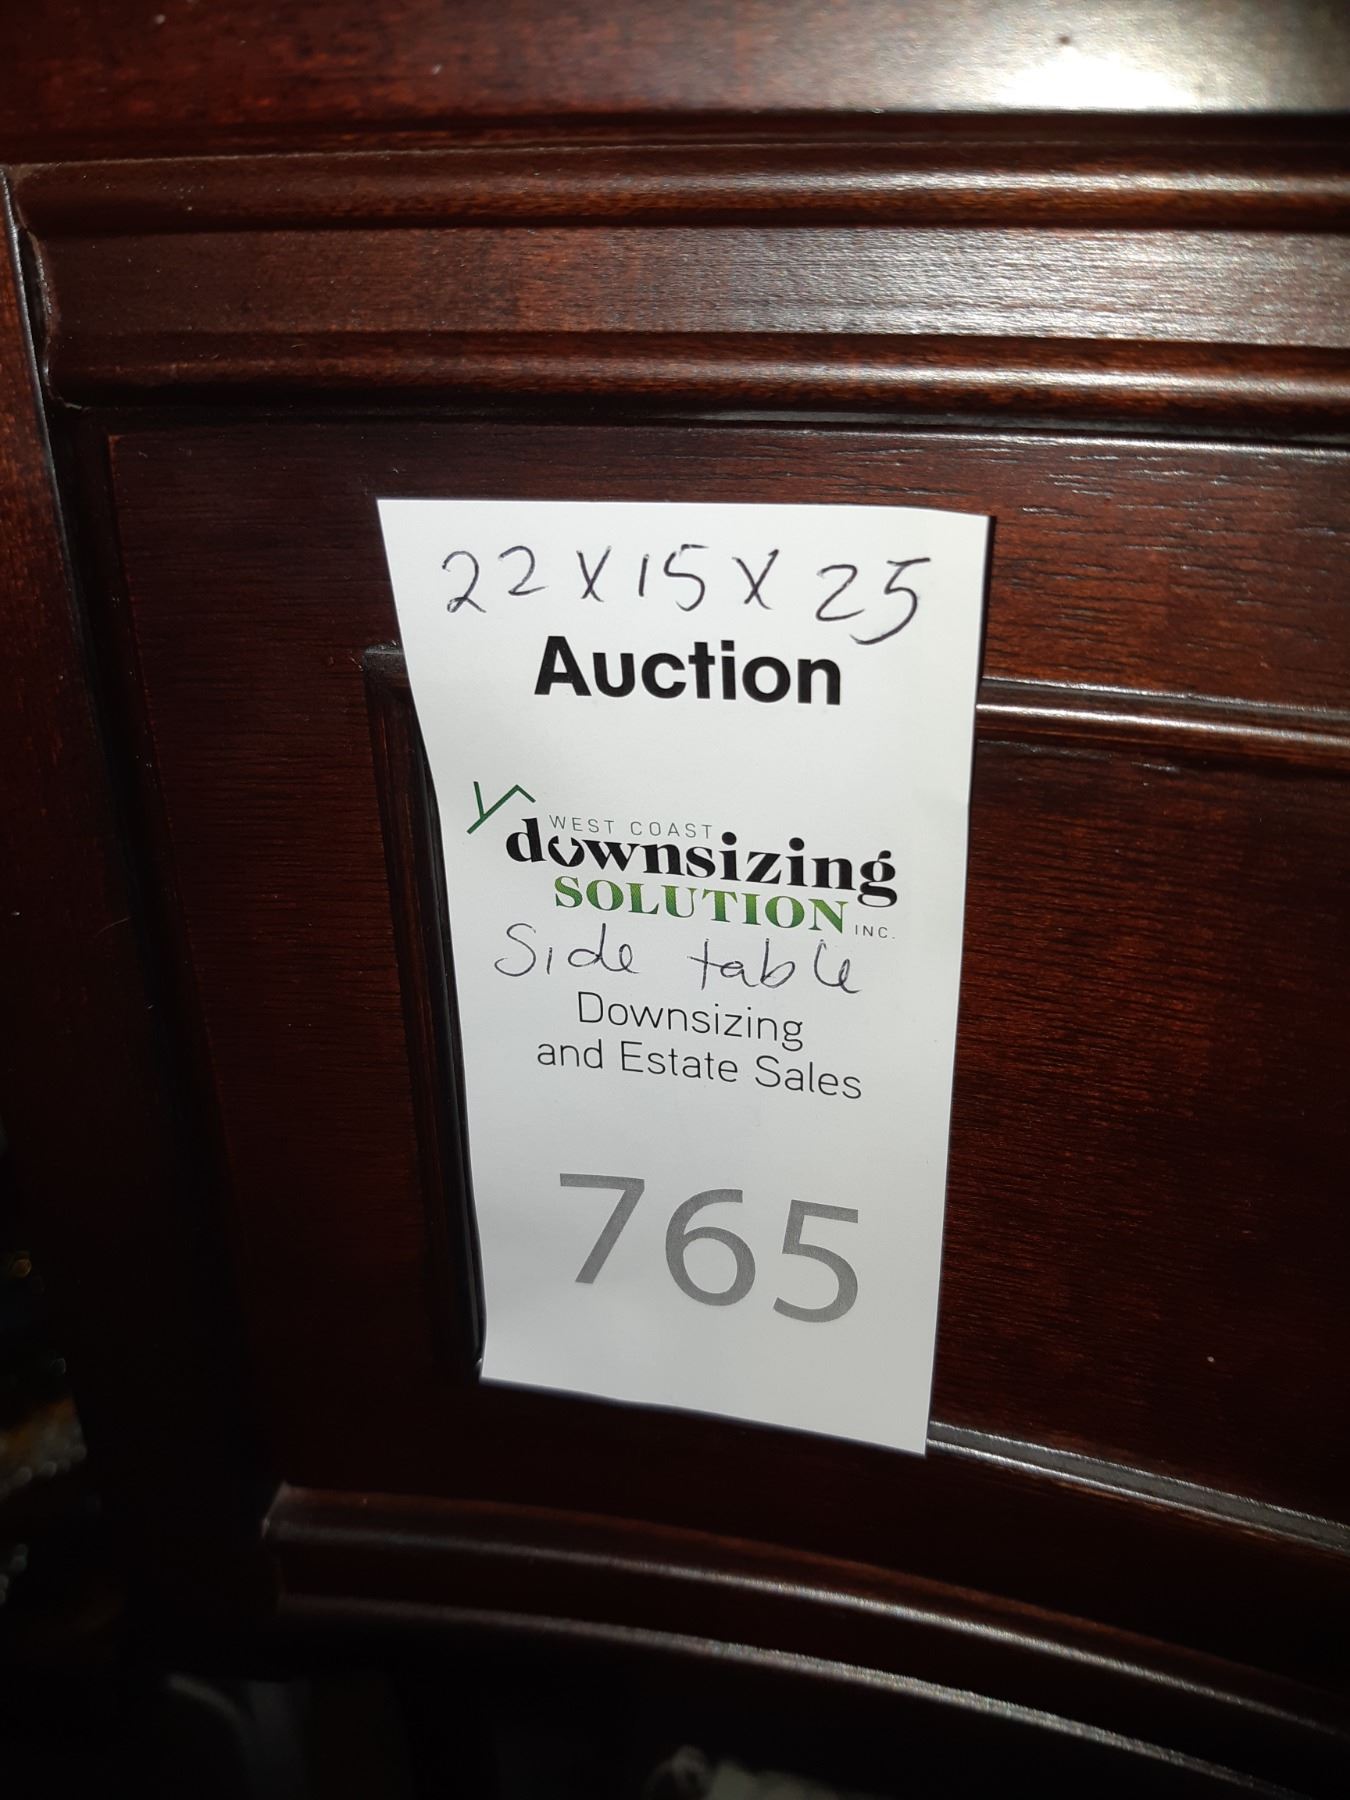 22 X 15 X 25
Auction
WEST COAST
downsizing
SOLUTION INC.
Side table
Downsizing
and Estate Sales
765